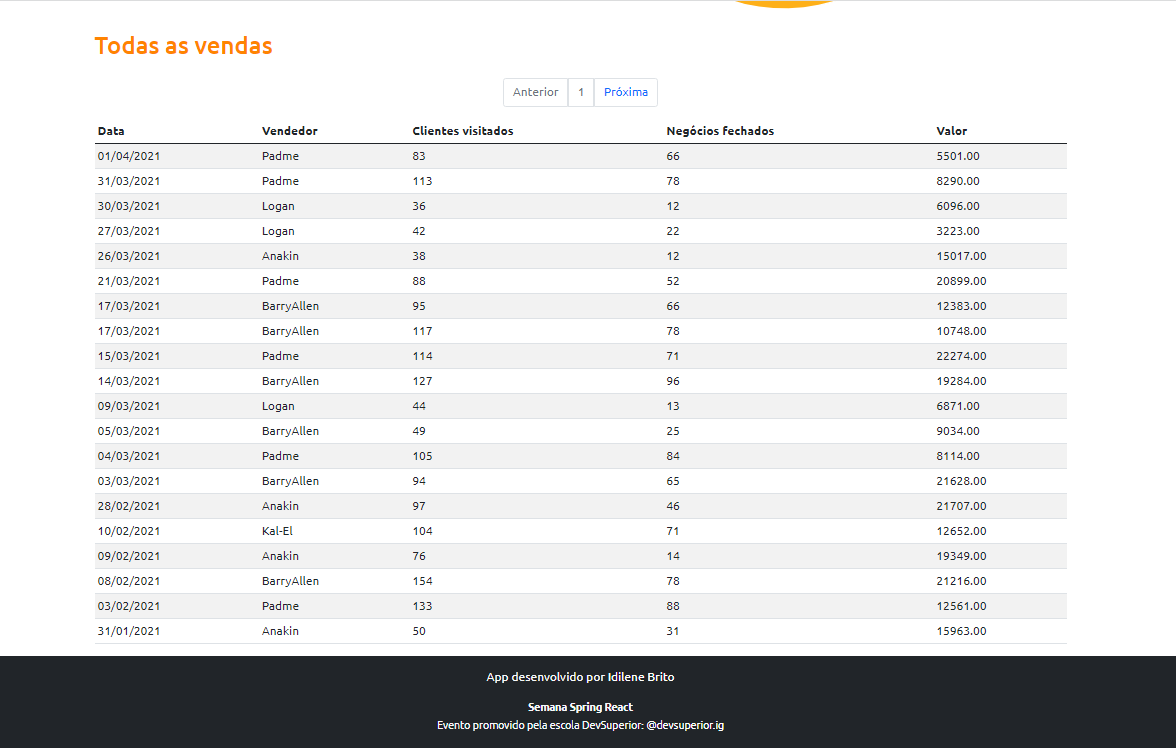 Todas as vendas
Anterior 1 Próxima
Data Vendedor Clientes visitados Negócios fechados Valor
01/04/2021 Padme 83 66 5501.00
31/03/2021 Padme 113 78 8290.00
30/03/2021 Logan 36 12 6096.00
27/03/2021 Logan 42 22 3223.00
26/03/2021 Anakin 38 12 15017.00
21/03/2021 Padme 88 52 20899.00
17/03/2021 BarryAllen 95 66 12383.00
17/03/2021 BarryAllen 117 78 10748.00
15/03/2021 Padme 114 71 22274.00
14/03/2021 BarryAllen 127 96 19284.00
09/03/2021 Logan 44 13 6871.00
05/03/2021 BarryAllen 49 25 9034.00
04/03/2021 Padme 105 84 8114.00
03/03/2021 BarryAllen 94 65 21628.00
28/02/2021 Anakin 97 46 21707.00
10/02/2021 Kal-El 104 71 12652.00
09/02/2021 Anakin 76 14 19349.00
08/02/2021 BarryAllen 154 78 21216.00
03/02/2021 Padme 133 88 12561.00
31/01/2021 Anakin 50 31 15963.00
App desenvolvido por Idilene Brito
Semana Spring React
Evento promovido pela escola DevSuperior: @devsuperior.ig